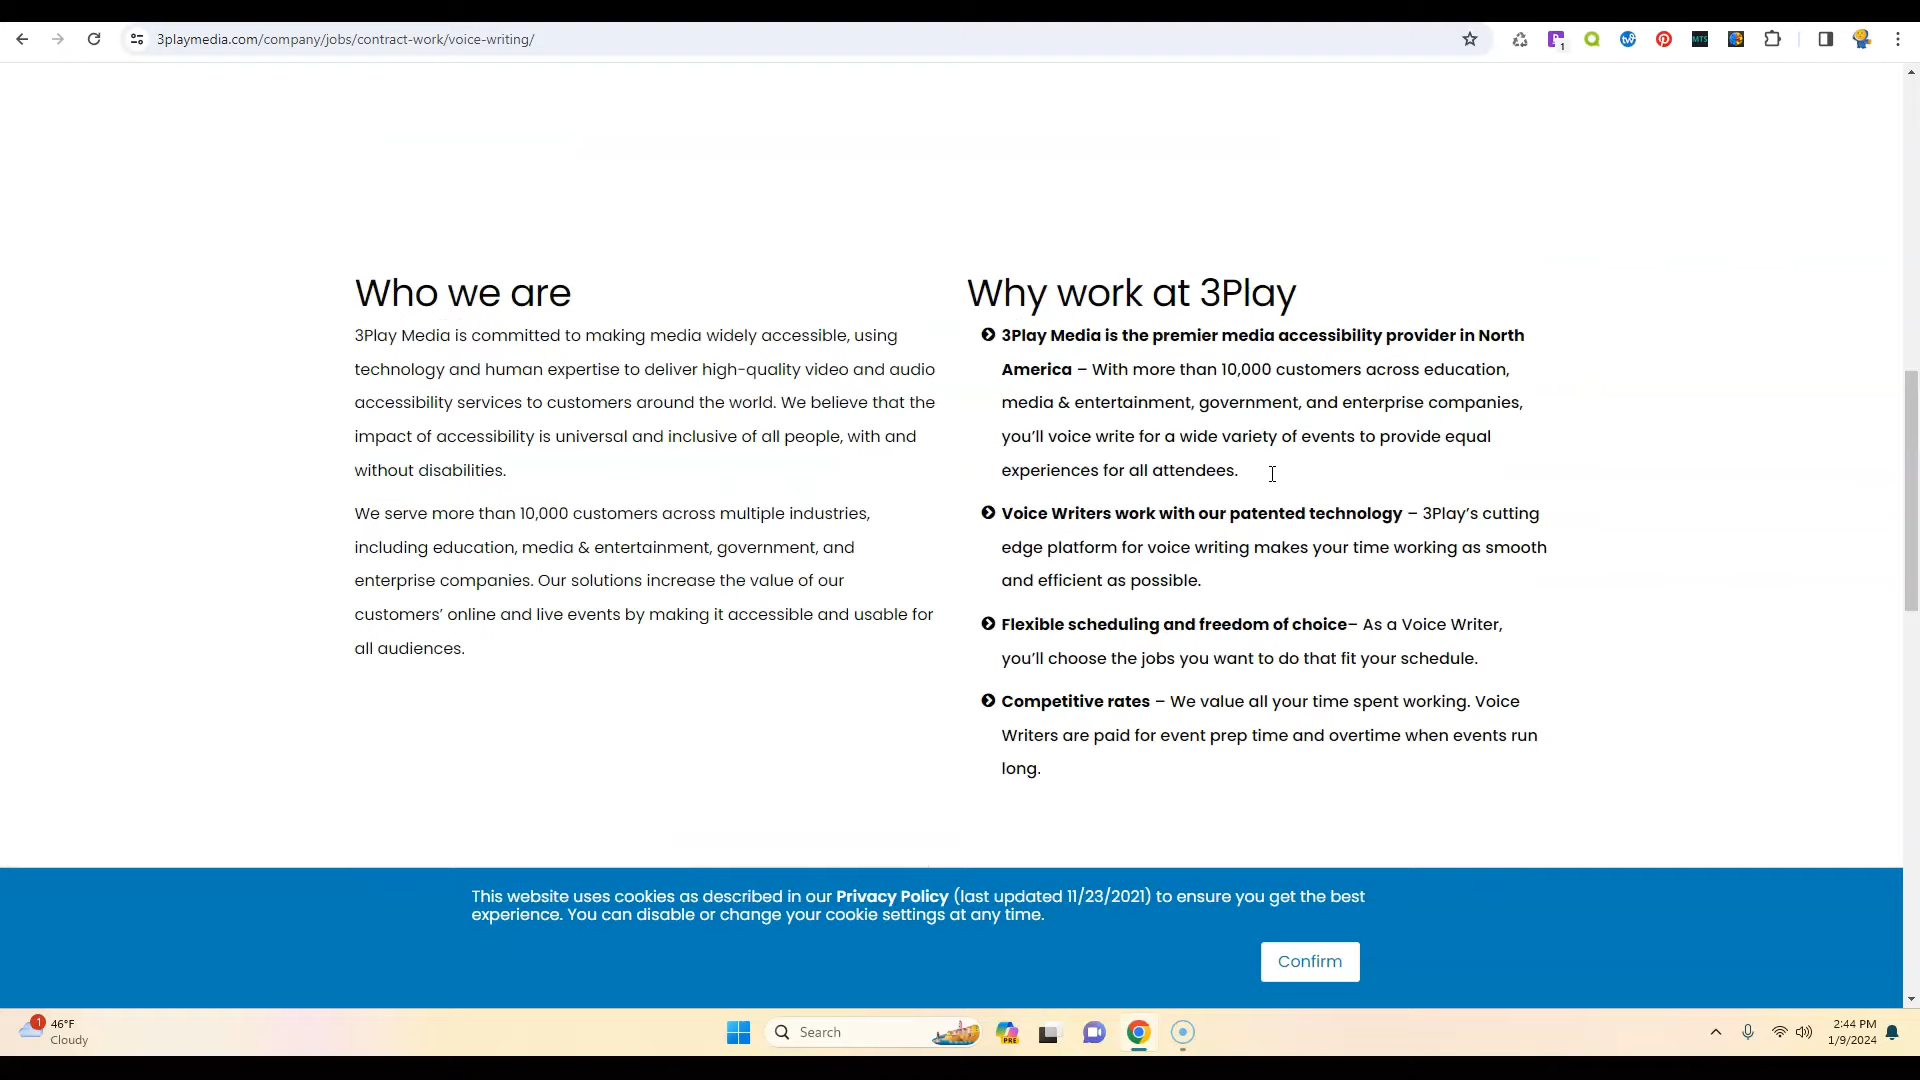 3playmedia.com/company/jobs/contract-work/voice-writing/
1
MTS
Who we are
3Play Media is committed to making media widely accessible, using
technology and human expertise to deliver high-quality video and audio
accessibility services to customers around the world. We believe that the
impact of accessibility is universal and inclusive of all people, with and
without disabilities.
We serve more than 10,000 customers across multiple industries,
including education, media & entertainment, government, and
enterprise companies. Our solutions increase the value of our
customers’ online and live events by making it accessible and usable for
all audiences.
Why work at 3Play
3Play Media is the premier media accessibility provider in North
America – With more than 10,000 customers across education,
media & entertainment, government, and enterprise companies,
you’ll voice write for a wide variety of events to provide equal
experiences for all attendees.
Voice Writers work with our patented technology – 3Play’s cutting
edge platform for voice writing makes your time working as smooth
and efficient as possible.
Flexible scheduling and freedom of choice– As a Voice Writer,
you’ll choose the jobs you want to do that fit your schedule.
Competitive rates – We value all your time spent working. Voice
Writers are paid for event prep time and overtime when events run
long.
This website uses cookies as described in our Privacy Policy (last updated 11/23/2021) to ensure you get the best
experience. You can disable or change your cookie settings at any time.
Confirm
1
46°F
Cloudy
Search
PRE
2:44 PM
1/9/2024